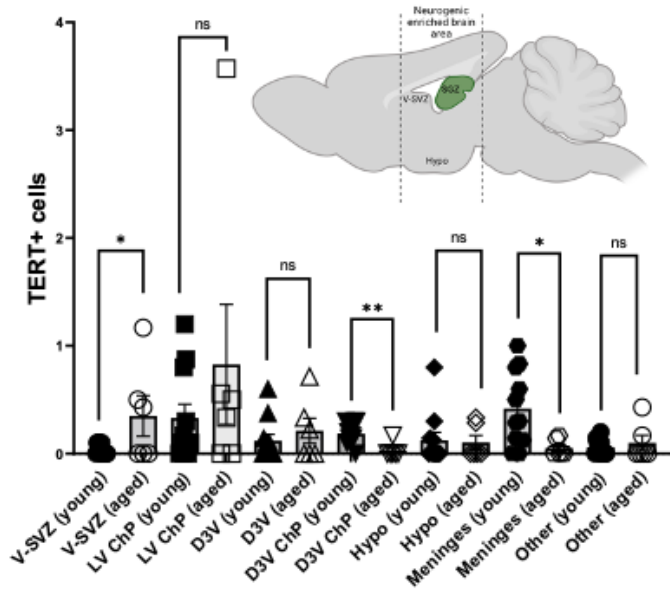 Neurogenic
enriched brain
area
V-SVZ
SGZ
Hypo
TERT+ cells
4
3
2
1
0
*
ns
ns
**
ns
*
ns
V-SVZ (young)
V-SVZ (aged)
LV ChP (young)
LV ChP (aged)
D3V (young)
D3V (aged)
D3V ChP (young)
D3V ChP (aged)
Hypo (young)
Hypo (aged)
Meninges (young)
Meninges (aged)
Other (young)
Other (aged)